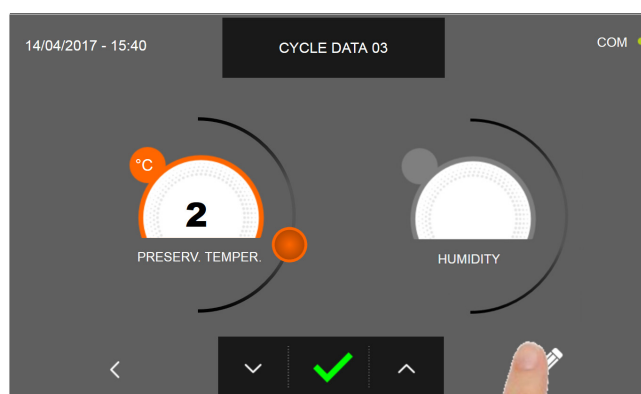 14/04/2017 - 15:40
CYCLE DATA 03
COM
°C
2
PRESERV. TEMPER.
HUMIDITY